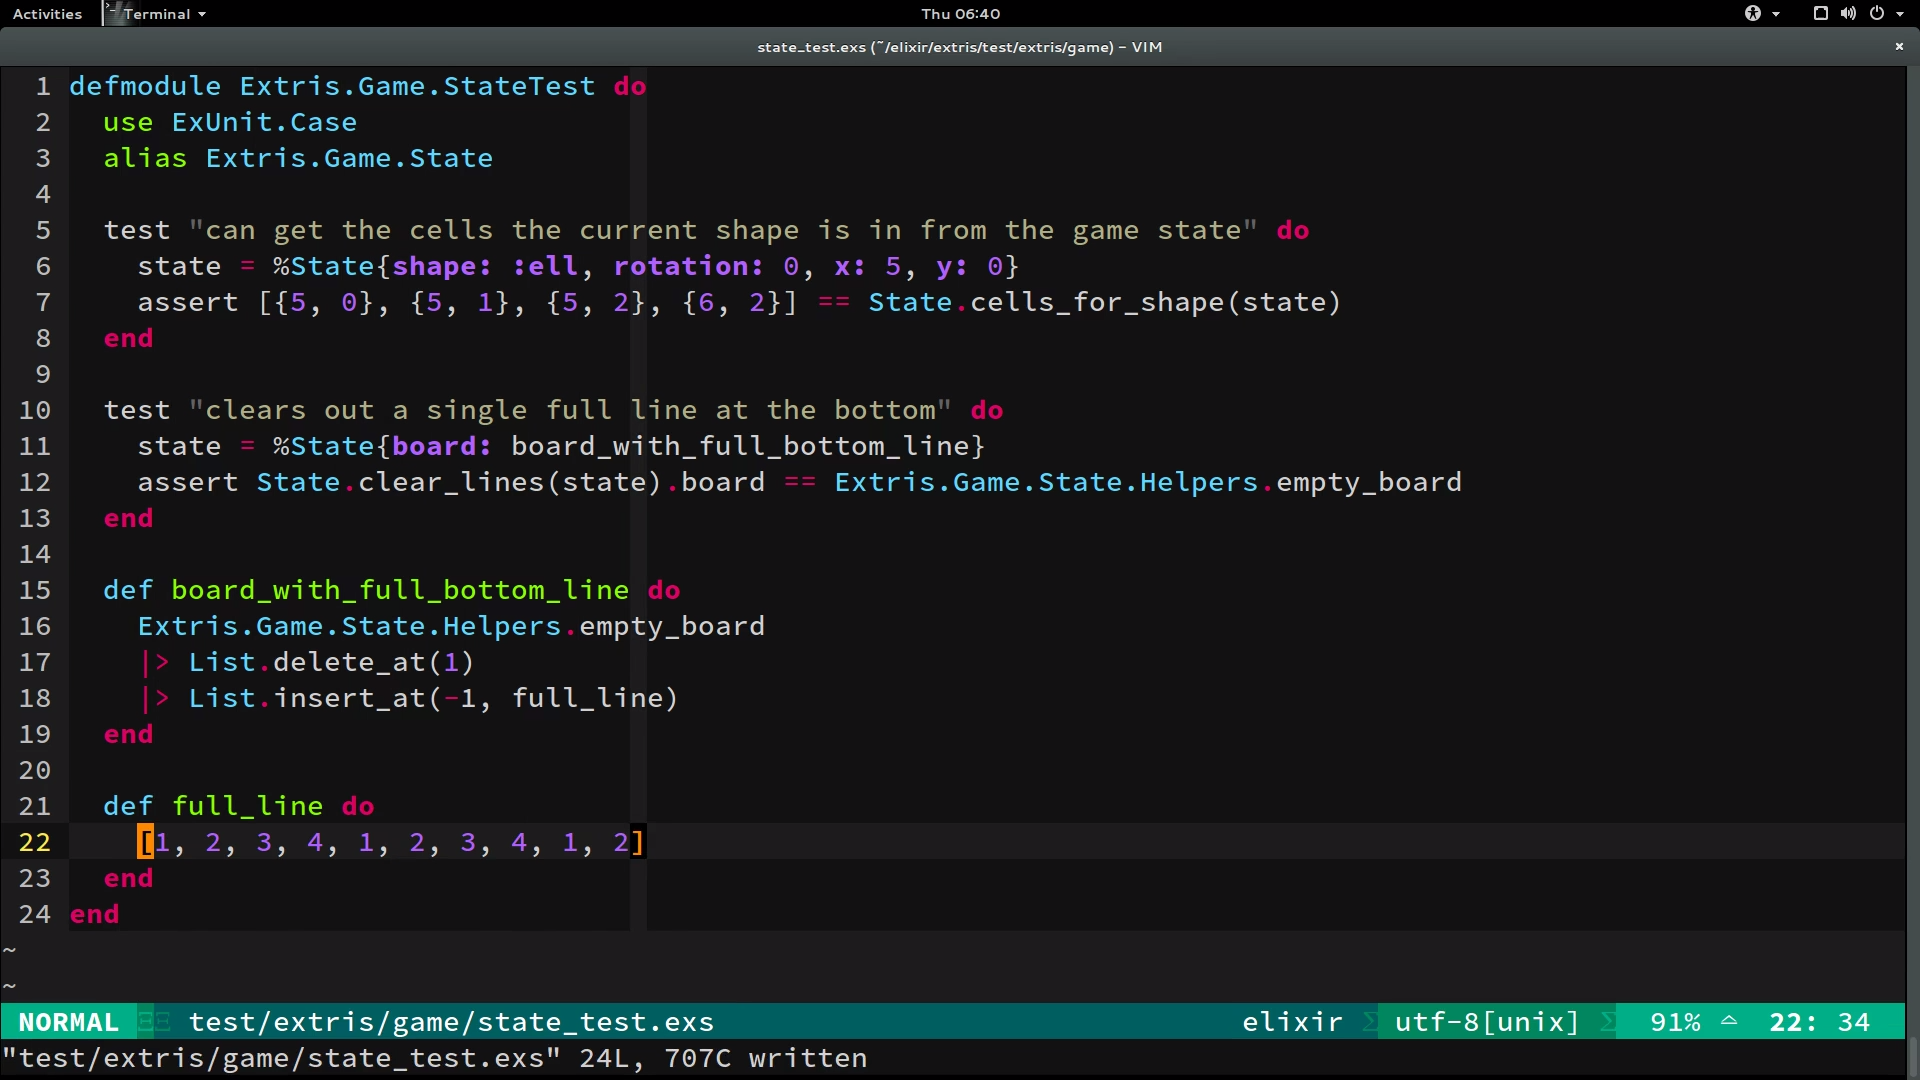 Activities Terminal Thu 06:40
state_test.exs (~/elixir/extris/test/extris/game) - VIM
1 defmodule Extris.Game.StateTest do
2   use ExUnit.Case
3   alias Extris.Game.State
4
5   test "can get the cells the current shape is in from the game state" do
6     state = %State{shape: :ell, rotation: 0, x: 5, y: 0}
7     assert [{5, 0}, {5, 1}, {5, 2}, {6, 2}] == State.cells_for_shape(state)
8   end
9
10   test "clears out a single full line at the bottom" do
11     state = %State{board: board_with_full_bottom_line}
12     assert State.clear_lines(state).board == Extris.Game.State.Helpers.empty_board
13   end
14
15   def board_with_full_bottom_line do
16     Extris.Game.State.Helpers.empty_board
17     |> List.delete_at(1)
18     |> List.insert_at(-1, full_line)
19   end
20
21   def full_line do
22     [1, 2, 3, 4, 1, 2, 3, 4, 1, 2]
23   end
24 end
~
~
NORMAL test/extris/game/state_test.exs elixir utf-8[unix] 91% 22: 34
"test/extris/game/state_test.exs" 24L, 707C written